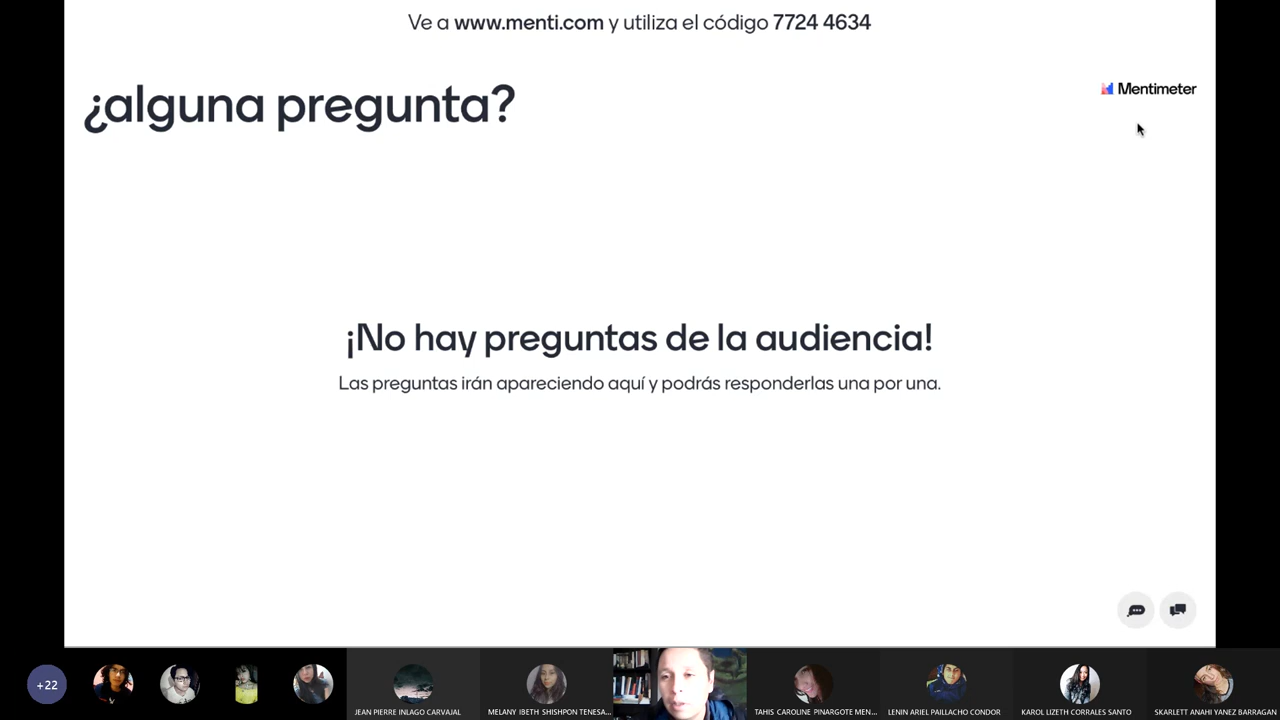 Ve a www.menti.com y utiliza el código 7724 4634
¿alguna pregunta?
Mentimeter
¡No hay preguntas de la audiencia!
Las preguntas irán apareciendo aquí y podrás responderlas una por una.
+22
JEAN PIERRE INLAGO CARVAJAL
MELANY IBETH SHISHPON TENESA...
TAHIS CAROLINE PINARGOTE MEN...
LENIN ARIEL PAILLACHO CONDOR
KAROL LIZETH CORRALES SANTO
SKARLETT ANAHI YANEZ BARRAGAN